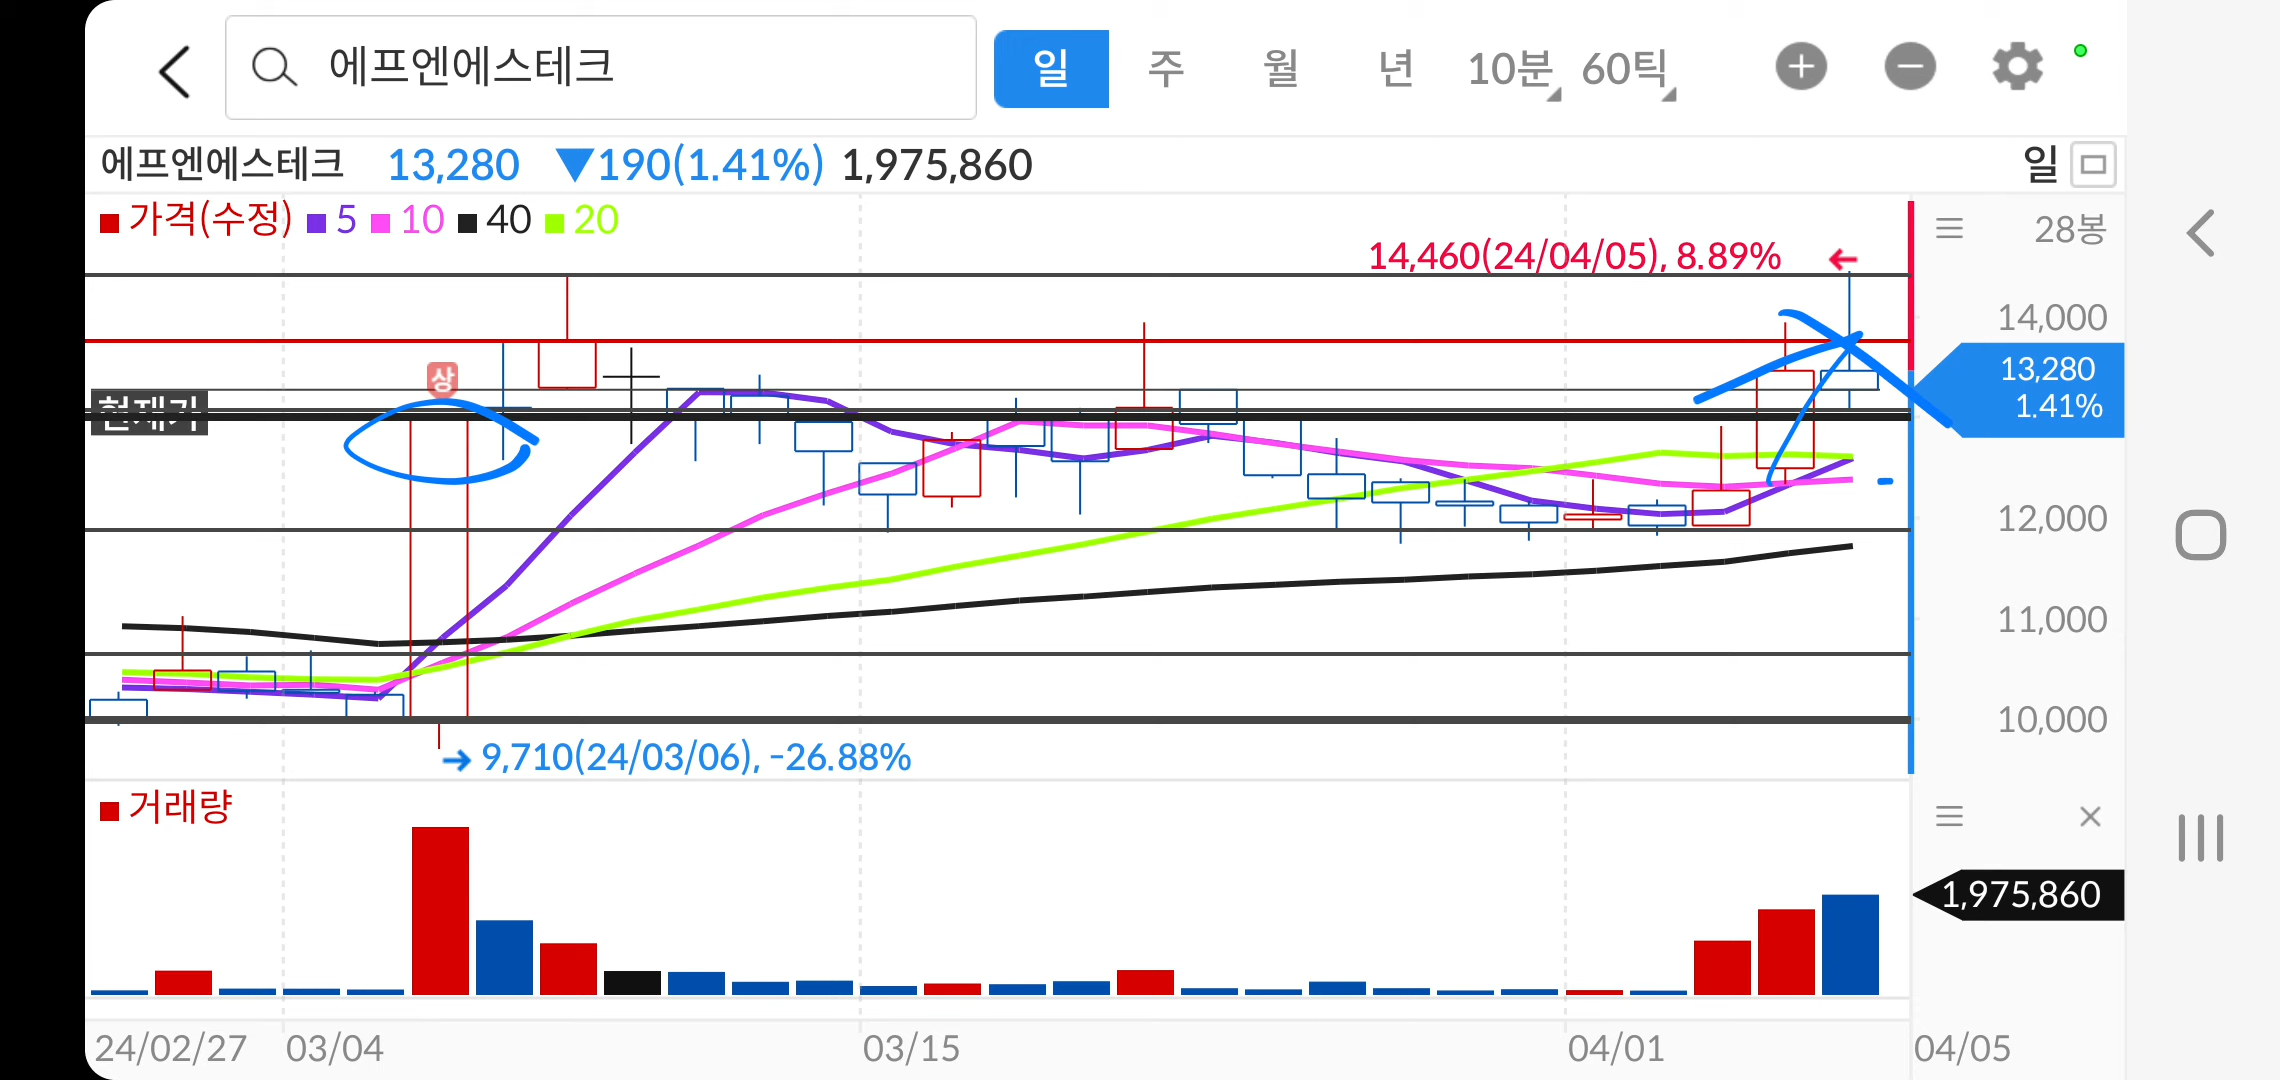 에프엔에스테크
일 주 월 년 10분 60틱
에프엔에스테크 13,280 ▼190(1.41%) 1,975,860 일
가격(수정) 5 10 40 20
28봉
14,460(24/04/05), 8.89%
14,000
상
13,280
1.41%
현재가
12,000
11,000
10,000
9,710(24/03/06), -26.88%
거래량
1,975,860
24/02/27 03/04 03/15 04/01 04/05